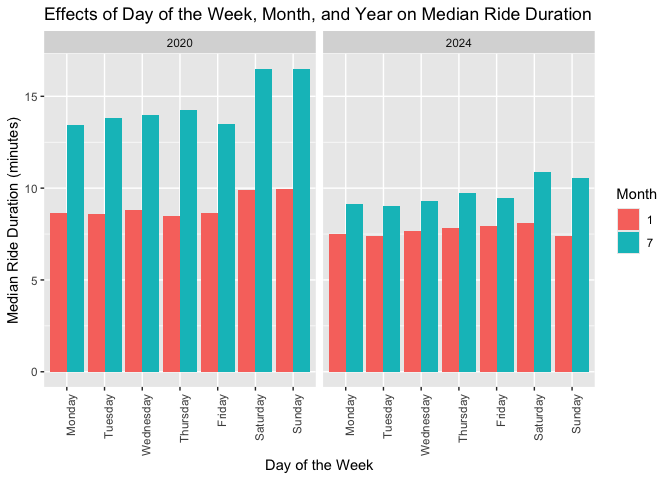 Effects of Day of the Week, Month, and Year on Median Ride Duration
2020 2024
Median Ride Duration (minutes)
15
10
5
0
Monday Tuesday Wednesday Thursday Friday Saturday Sunday Monday Tuesday Wednesday Thursday Friday Saturday Sunday
Day of the Week
Month
1
7